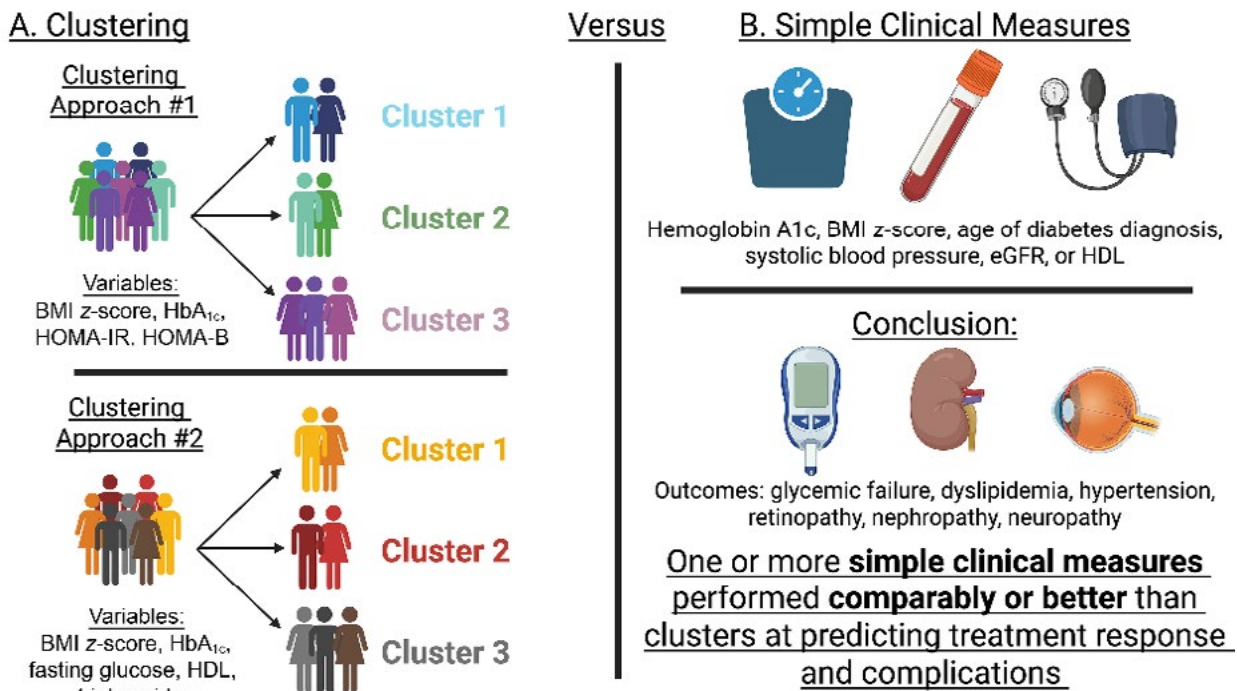 A. Clustering
Clustering
Approach #1
Cluster 1
Cluster 2
Cluster 3
Variables:
BMI z-score, HbA1c,
HOMA-IR, HOMA-B
Clustering
Approach #2
Cluster 1
Cluster 2
Cluster 3
Variables:
BMI z-score, HbA1c,
fasting glucose, HDL,
Versus
B. Simple Clinical Measures
Hemoglobin A1c, BMI z-score, age of diabetes diagnosis,
systolic blood pressure, eGFR, or HDL
Conclusion:
Outcomes: glycemic failure, dyslipidemia, hypertension,
retinopathy, nephropathy, neuropathy
One or more simple clinical measures
performed comparably or better than
clusters at predicting treatment response
and complications